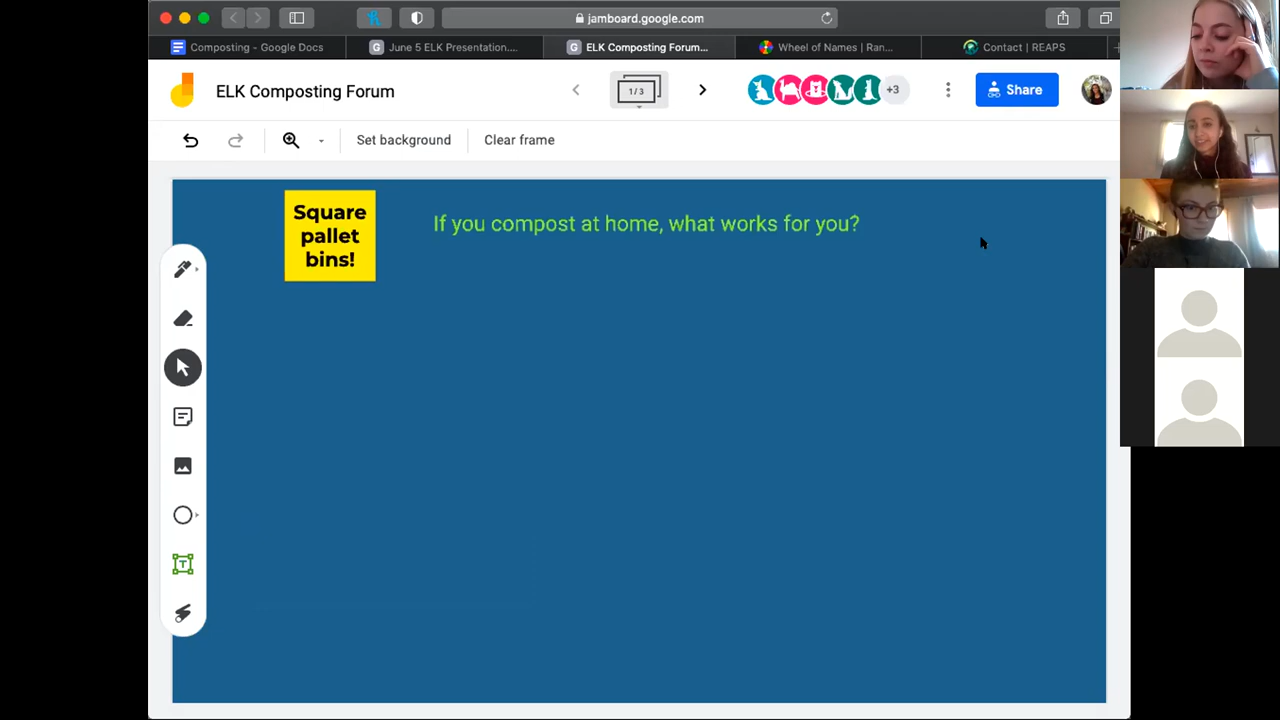 jamboard.google.com
Composting - Google Docs
June 5 ELK Presentation....
ELK Composting Forum...
Wheel of Names | Ran...
Contact | REAPS
ELK Composting Forum
1/3
+3
Share
Set background
Clear frame
Square
pallet
bins!
If you compost at home, what works for you?